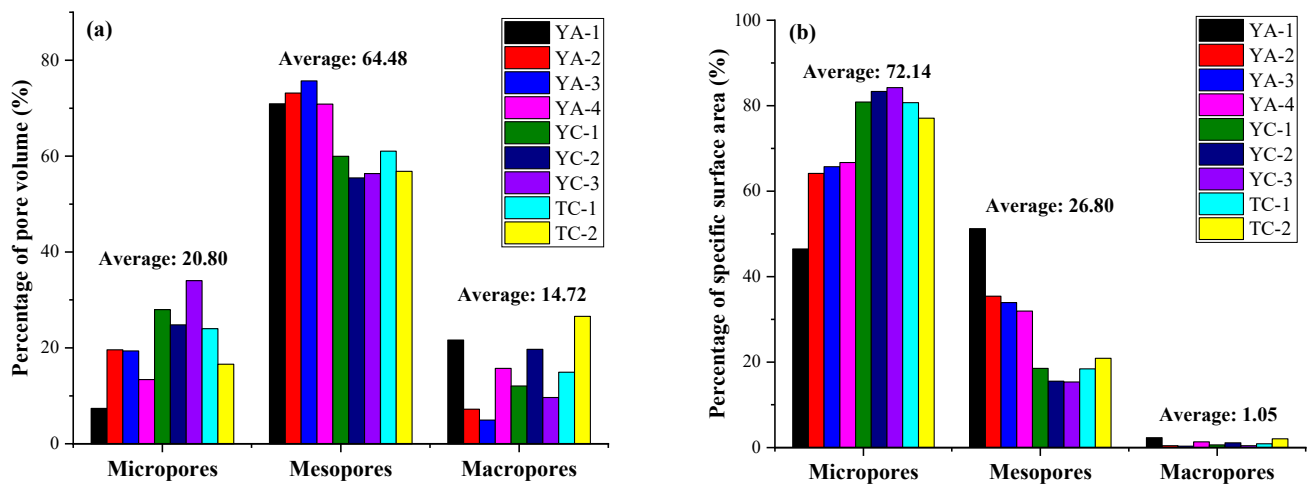 (a)
Percentage of pore volume (%)
80
60
40
20
0
Average: 20.80
Average: 64.48
Average: 14.72
Micropores
Mesopores
Macropores
YA-1
YA-2
YA-3
YA-4
YC-1
YC-2
YC-3
TC-1
TC-2
(b)
Percentage of specific surface area (%)
100
80
60
40
20
0
Average: 72.14
Average: 26.80
Average: 1.05
Micropores
Mesopores
Macropores
YA-1
YA-2
YA-3
YA-4
YC-1
YC-2
YC-3
TC-1
TC-2